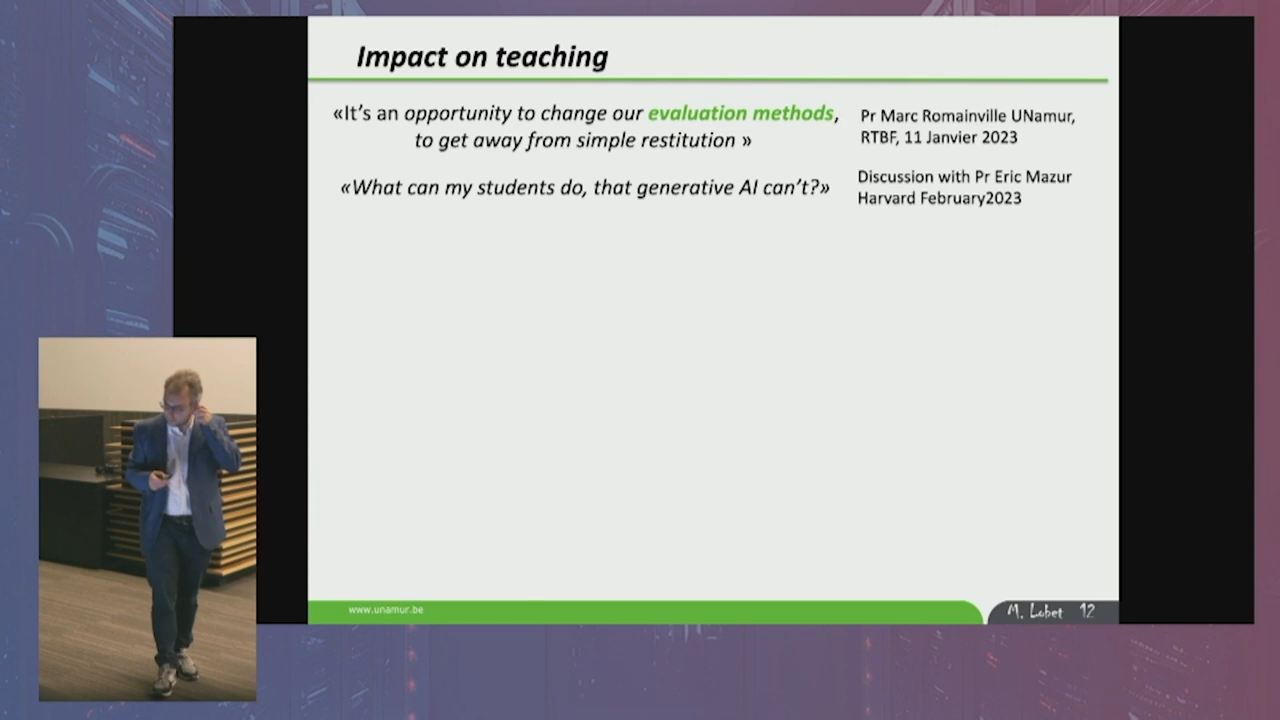 Impact on teaching
«It’s an opportunity to change our evaluation methods,
to get away from simple restitution »
Pr Marc Romainville UNamur,
RTBF, 11 Janvier 2023
«What can my students do, that generative AI can’t?»
Discussion with Pr Eric Mazur
Harvard February2023
www.unamur.be
M. Lobet 12